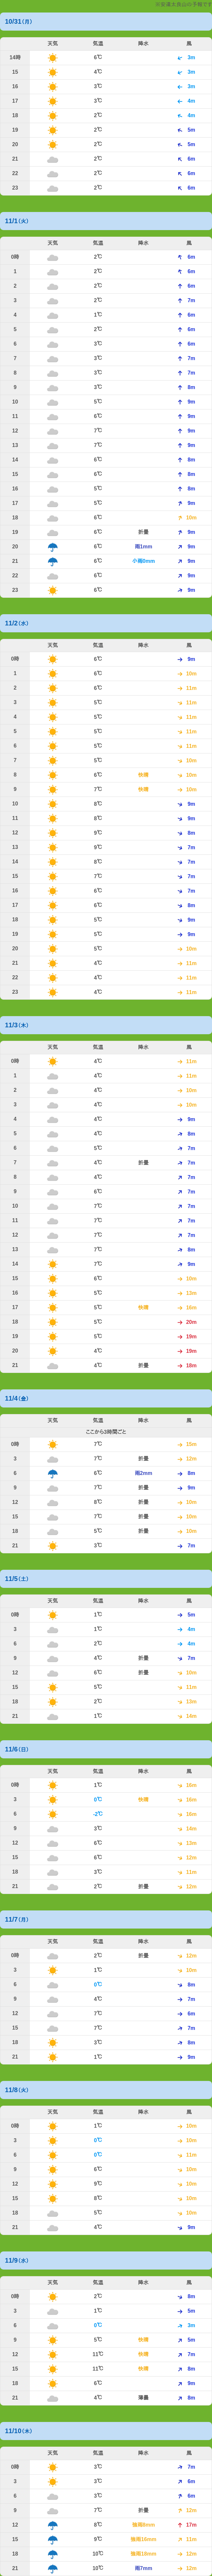 ※安達太良山の予報です
10/31(月)
天気 気温 降水 風
14時 6℃ 3m
15 4℃ 3m
16 3℃ 3m
17 3℃ 4m
18 2℃ 4m
19 2℃ 5m
20 2℃ 5m
21 2℃ 6m
22 2℃ 6m
23 2℃ 6m
11/1(火)
天気 気温 降水 風
0時 2℃ 6m
1 2℃ 6m
2 2℃ 6m
3 2℃ 7m
4 1℃ 6m
5 2℃ 6m
6 3℃ 6m
7 3℃ 7m
8 3℃ 7m
9 3℃ 8m
10 5℃ 9m
11 6℃ 9m
12 7℃ 9m
13 7℃ 9m
14 6℃ 8m
15 6℃ 8m
16 5℃ 8m
17 5℃ 9m
18 6℃ 10m
19 6℃ 折曇 9m
20 6℃ 雨1mm 9m
21 6℃ 小雨0mm 9m
22 6℃ 9m
23 6℃ 9m
11/2(水)
天気 気温 降水 風
0時 6℃ 9m
1 6℃ 10m
2 6℃ 11m
3 5℃ 11m
4 5℃ 11m
5 5℃ 11m
6 5℃ 11m
7 5℃ 10m
8 6℃ 快晴 10m
9 7℃ 快晴 10m
10 8℃ 9m
11 8℃ 9m
12 9℃ 8m
13 9℃ 7m
14 8℃ 7m
15 7℃ 7m
16 6℃ 7m
17 6℃ 8m
18 5℃ 9m
19 5℃ 9m
20 5℃ 10m
21 4℃ 11m
22 4℃ 11m
23 4℃ 11m
11/3(木)
天気 気温 降水 風
0時 4℃ 11m
1 4℃ 11m
2 4℃ 10m
3 4℃ 10m
4 4℃ 9m
5 4℃ 8m
6 5℃ 7m
7 4℃ 折曇 7m
8 4℃ 7m
9 6℃ 7m
10 7℃ 7m
11 7℃ 7m
12 7℃ 7m
13 7℃ 8m
14 7℃ 9m
15 6℃ 10m
16 5℃ 13m
17 5℃ 快晴 16m
18 5℃ 20m
19 5℃ 19m
20 4℃ 19m
21 4℃ 折曇 18m
11/4(金)
天気 気温 降水 風
ここから3時間ごと
0時 7℃ 15m
3 7℃ 折曇 12m
6 6℃ 雨2mm 8m
9 7℃ 折曇 9m
12 8℃ 折曇 10m
15 7℃ 折曇 10m
18 5℃ 折曇 10m
21 3℃ 7m
11/5(土)
天気 気温 降水 風
0時 1℃ 5m
3 1℃ 4m
6 2℃ 4m
9 4℃ 折曇 7m
12 6℃ 折曇 10m
15 5℃ 11m
18 2℃ 13m
21 1℃ 14m
11/6(日)
天気 気温 降水 風
0時 1℃ 16m
3 0℃ 快晴 16m
6 -2℃ 16m
9 3℃ 14m
12 6℃ 13m
15 6℃ 12m
18 3℃ 11m
21 2℃ 折曇 12m
11/7(月)
天気 気温 降水 風
0時 2℃ 折曇 12m
3 1℃ 10m
6 0℃ 8m
9 4℃ 7m
12 7℃ 6m
15 7℃ 7m
18 3℃ 8m
21 1℃ 9m
11/8(火)
天気 気温 降水 風
0時 1℃ 10m
3 0℃ 10m
6 0℃ 11m
9 6℃ 10m
12 9℃ 10m
15 8℃ 10m
18 5℃ 10m
21 4℃ 9m
11/9(水)
天気 気温 降水 風
0時 2℃ 8m
3 1℃ 5m
6 0℃ 3m
9 5℃ 快晴 5m
12 11℃ 快晴 7m
15 11℃ 快晴 8m
18 6℃ 9m
21 4℃ 薄曇 8m
11/10(木)
天気 気温 降水 風
0時 3℃ 7m
3 3℃ 6m
6 3℃ 6m
9 7℃ 折曇 12m
12 8℃ 強雨8mm 17m
15 9℃ 強雨16mm 11m
18 10℃ 強雨18mm 12m
21 10℃ 雨7mm 12m